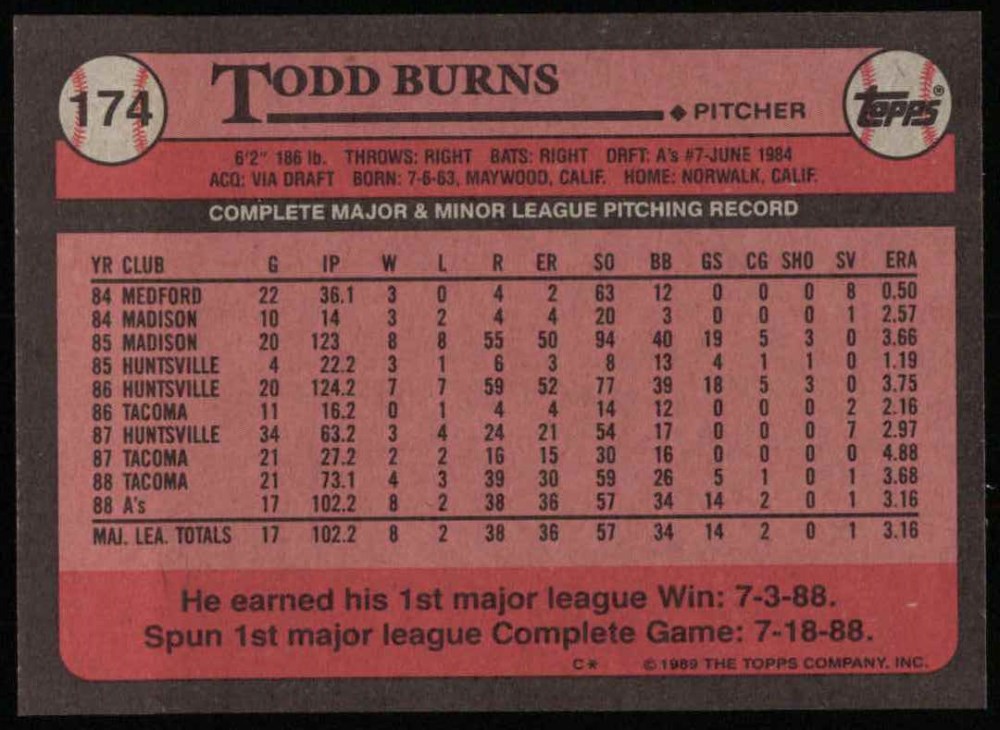 174
TODD BURNS
PITCHER
Topps®
6'2" 186 lb. THROWS: RIGHT BATS: RIGHT DRFT: A's #7-JUNE 1984
ACQ: VIA DRAFT BORN: 7-6-63, MAYWOOD, CALIF. HOME: NORWALK, CALIF.
COMPLETE MAJOR & MINOR LEAGUE PITCHING RECORD
YR CLUB G IP W L R ER SO BB GS CG SHO SV ERA
84 MEDFORD 22 36.1 3 0 4 2 63 12 0 0 0 8 0.50
84 MADISON 10 14 3 2 4 4 20 3 0 0 0 1 2.57
85 MADISON 20 123 8 8 55 50 94 40 19 5 3 0 3.66
85 HUNTSVILLE 4 22.2 3 1 6 3 8 13 4 1 1 0 1.19
86 HUNTSVILLE 20 124.2 7 7 59 52 77 39 18 5 3 0 3.75
86 TACOMA 11 16.2 0 1 4 4 14 12 0 0 0 2 2.16
87 HUNTSVILLE 34 63.2 3 4 24 21 54 17 0 0 0 7 2.97
87 TACOMA 21 27.2 2 2 16 15 30 16 0 0 0 0 4.88
88 TACOMA 21 73.1 4 3 39 30 59 26 5 1 0 1 3.68
88 A's 17 102.2 8 2 38 36 57 34 14 2 0 1 3.16
MAJ. LEA. TOTALS 17 102.2 8 2 38 36 57 34 14 2 0 1 3.16
He earned his 1st major league Win: 7-3-88.
Spun 1st major league Complete Game: 7-18-88.
C* © 1989 THE TOPPS COMPANY, INC.